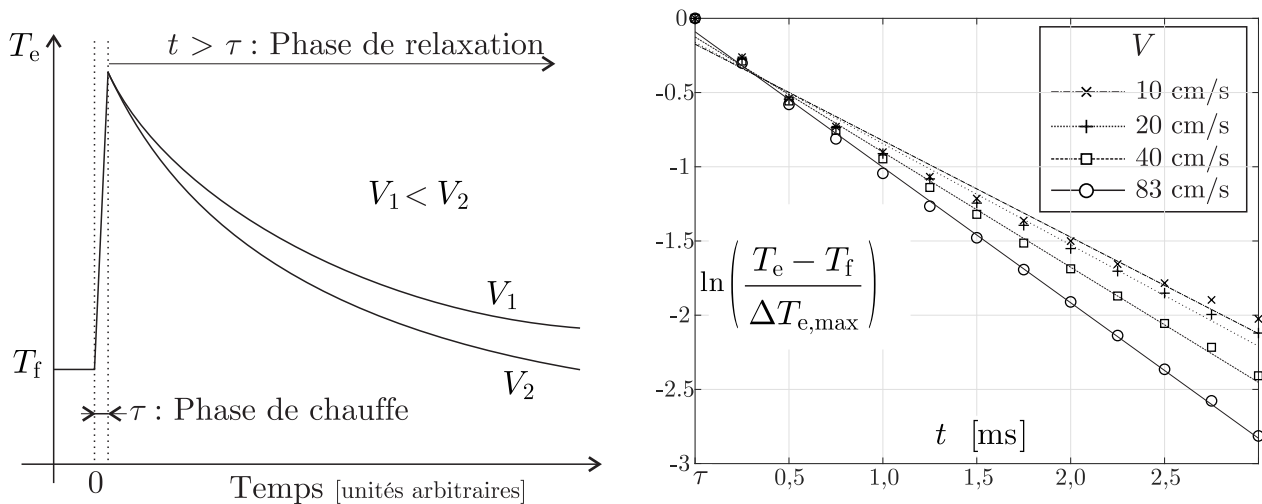 T_e
t > τ : Phase de relaxation
V_1 < V_2
V_1
T_f
V_2
τ : Phase de chauffe
0
Temps [unités arbitraires]
0
-0.5
-1
-1.5
-2
-2.5
-3
V
10 cm/s
20 cm/s
40 cm/s
83 cm/s
ln( (T_e − T_f) / ΔT_e,max )
t [ms]
τ 0,5 1,0 1,5 2,0 2,5